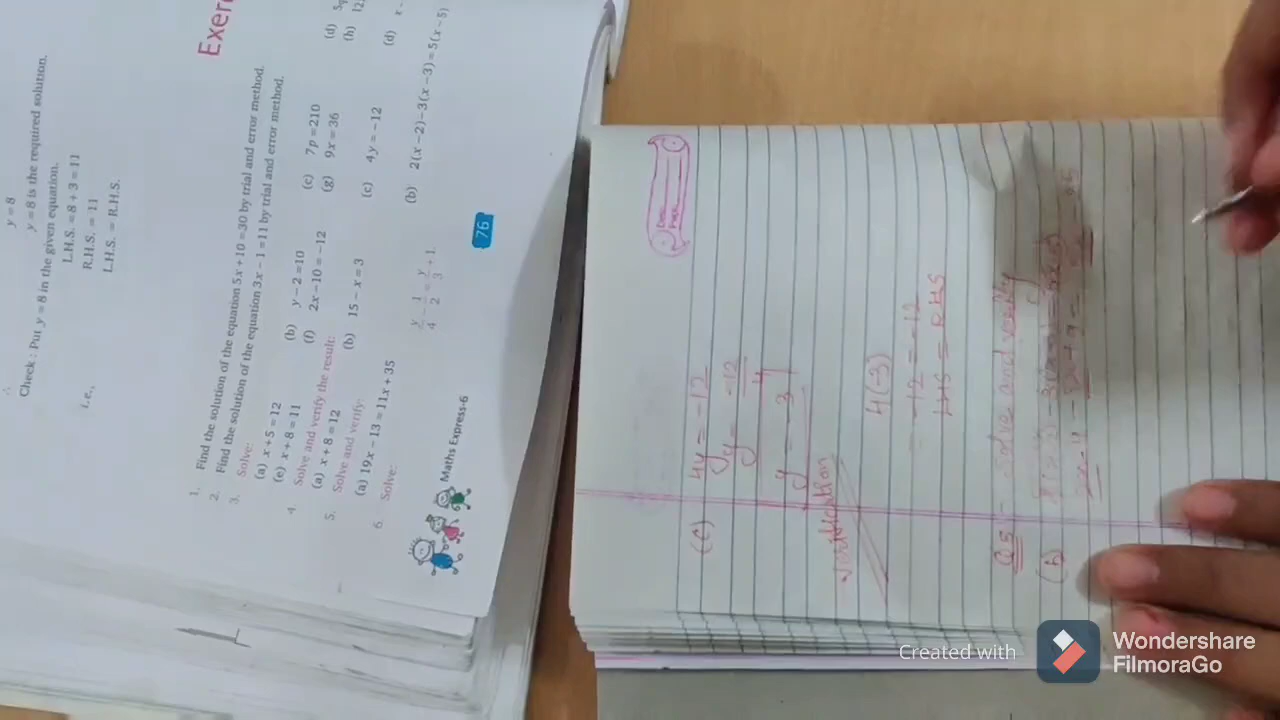 y = 8
∴ y = 8 is the required solution.
Check : Put y = 8 in the given equation.
L.H.S. = 8 + 3 = 11
i.e., R.H.S. = 11
L.H.S. = R.H.S.
Exer
1. Find the solution of the equation 5x + 10 = 30 by trial and error method.
2. Find the solution of the equation 3x − 1 = 11 by trial and error method.
3. Solve:
(a) x + 5 = 12 (b) y − 2 = 10 (c) 7p = 210 (d)
(e) x + 8 = 11 (f) 2x − 10 = −12 (g) 9x = 36 (h) 12
4. Solve and verify the result:
(a) x + 8 = 12 (b) 15 − x = 3 (c) 4y = −12 (d) x −
5. Solve and verify:
(a) 19x − 13 = 11x + 35 (b) 2(x − 2) − 3(x − 3) = 5(x − 5)
6. Solve:
y/4 − 1/2 = y/3 + 1.
Maths Express-6
76
(C) 4y = -12
y = -12/4
y = -3
verification
4(-3)
-12 = -12
LHS = RHS
Q5 - Solve and verify
(b)
Created with
Wondershare
FilmoraGo